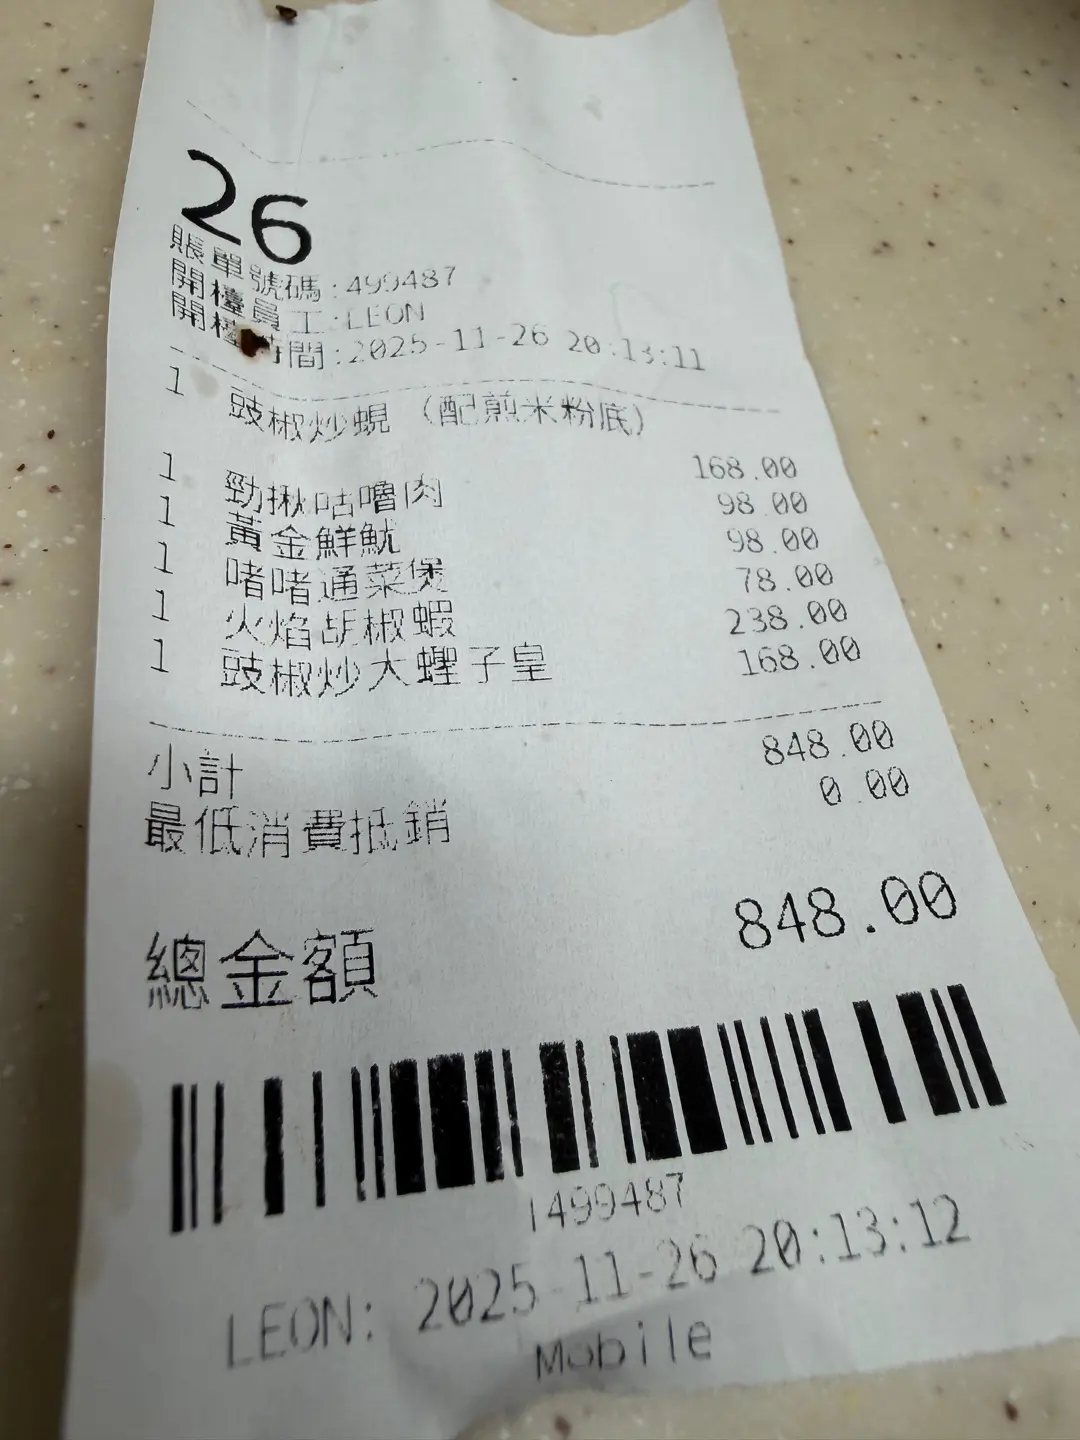 26
賬單號碼:499487
開檯員工:LEON
開檯時間:2025-11-26 20:13:11
1 豉椒炒蜆 (配煎米粉底)
168.00
1 勁揪咕嚕肉 98.00
1 黃金鮮魷 98.00
1 啫啫通菜煲 78.00
1 火焰胡椒蝦 238.00
1 豉椒炒大蟶子皇 168.00
小計 848.00
最低消費抵銷 0.00
總金額 848.00
1499487
LEON: 2025-11-26 20:13:12
Mobile